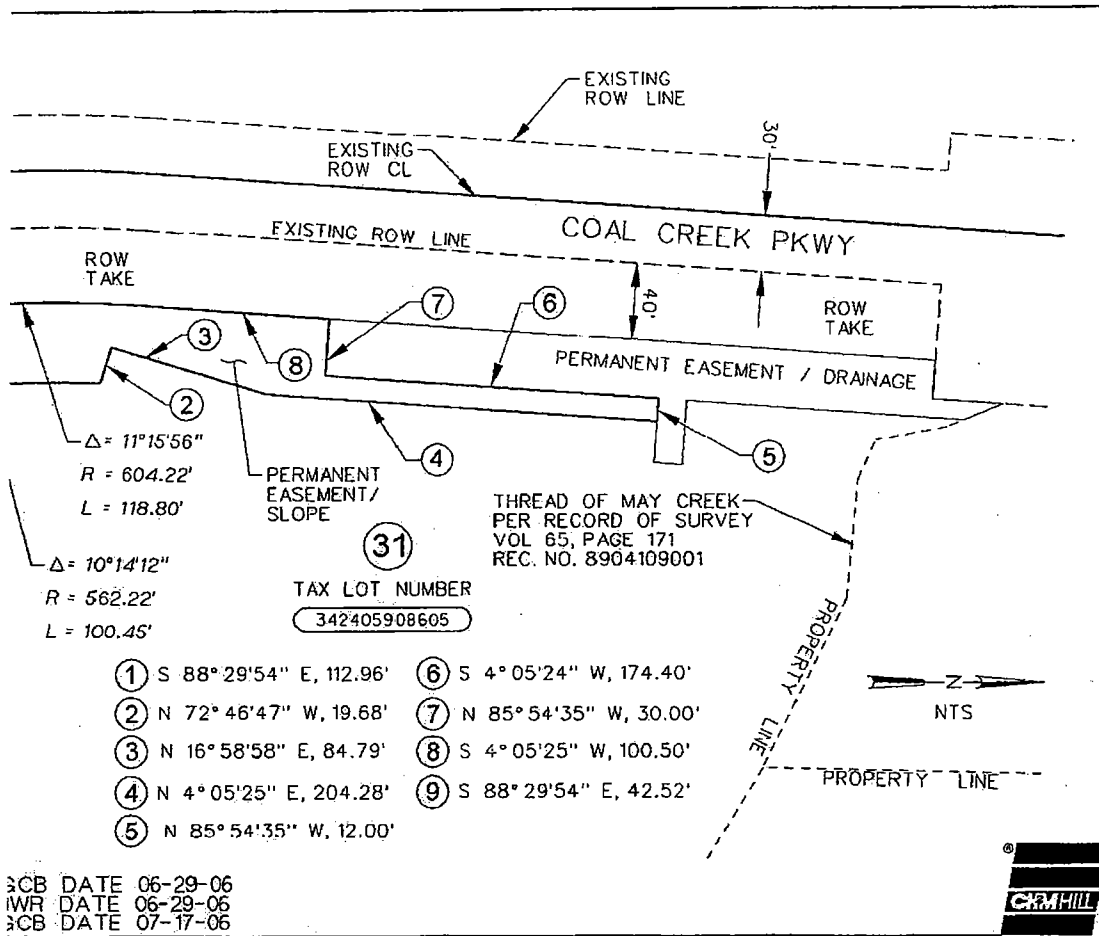 EXISTING
ROW LINE
30'
EXISTING
ROW CL
EXISTING ROW LINE
COAL CREEK PKWY
ROW
TAKE
40'
ROW
TAKE
7
6
3
8
PERMANENT EASEMENT / DRAINAGE
2
4
5
Δ= 11°15'56"
R = 604.22'
L = 118.80'
PERMANENT
EASEMENT/
SLOPE
THREAD OF MAY CREEK
PER RECORD OF SURVEY
VOL 65, PAGE 171
REC. NO. 8904109001
Δ= 10°14'12"
R = 562.22'
L = 100.45'
31
TAX LOT NUMBER
342405908605
PROPERTY LINE
1 S 88°29'54" E, 112.96'
2 N 72°46'47" W, 19.68'
3 N 16°58'58" E, 84.79'
4 N 4°05'25" E, 204.28'
5 N 85°54'35" W, 12.00'
6 S 4°05'24" W, 174.40'
7 N 85°54'35" W, 30.00'
8 S 4°05'25" W, 100.50'
9 S 88°29'54" E, 42.52'
N
NTS
PROPERTY LINE
GCB DATE 06-29-06
WR DATE 06-29-06
GCB DATE 07-17-06
®
CH2MHILL